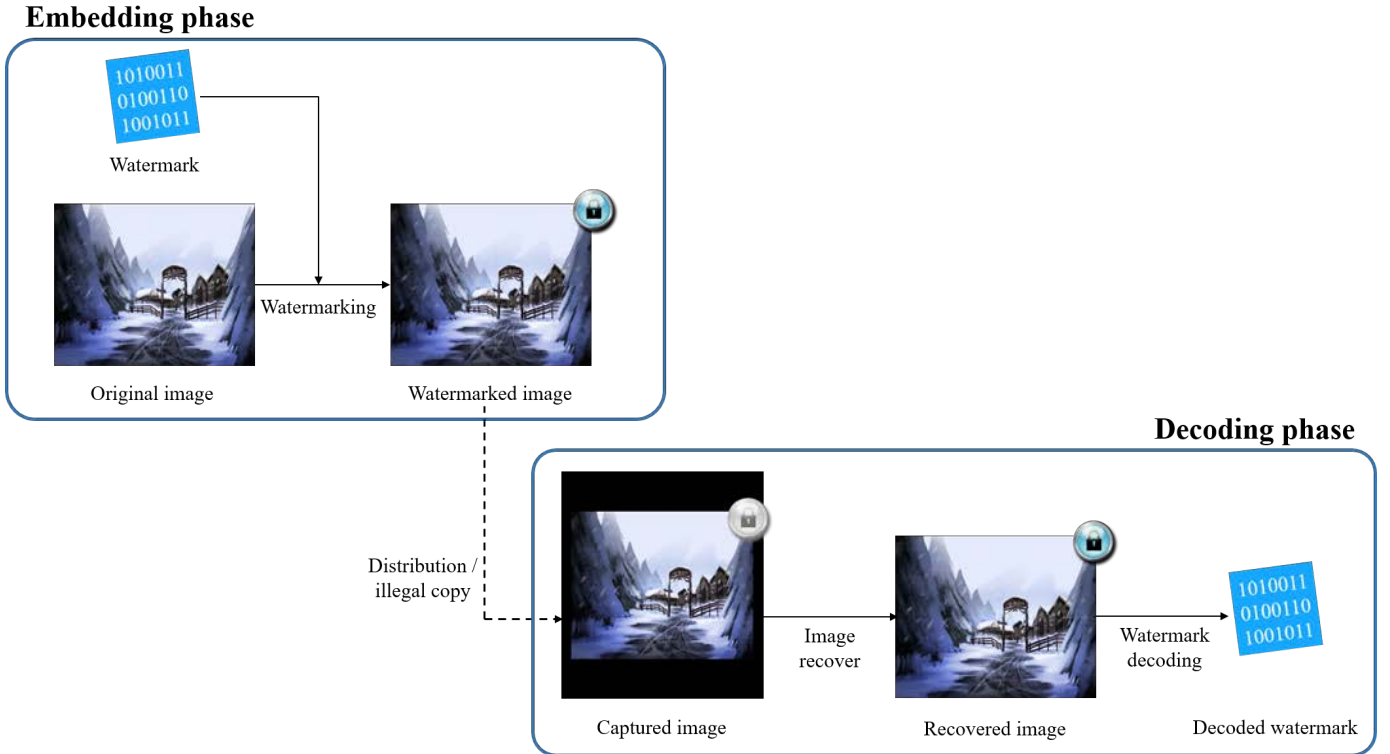 Embedding phase
1010011
0100110
1001011
Watermark
Watermarking
Original image
Watermarked image
Distribution /
illegal copy
Decoding phase
Image
recover
Watermark
decoding
1010011
0100110
1001011
Captured image
Recovered image
Decoded watermark